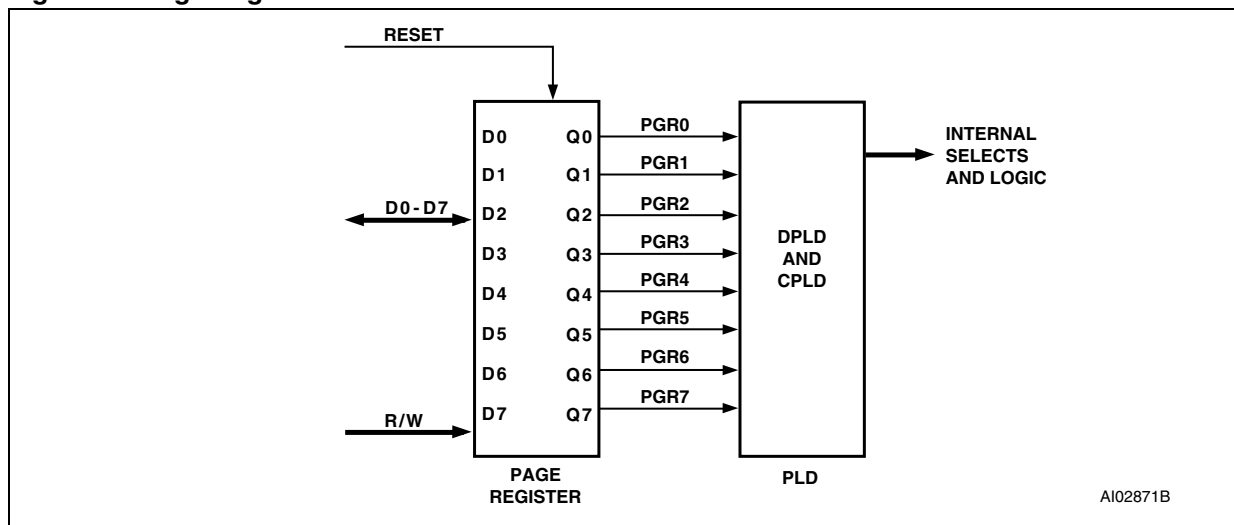 RESET
D0 Q0 PGR0
D1 Q1 PGR1
D0-D7 D2 Q2 PGR2
D3 Q3 PGR3
D4 Q4 PGR4
D5 Q5 PGR5
D6 Q6 PGR6
R/W D7 Q7 PGR7
DPLD
AND
CPLD
INTERNAL
SELECTS
AND LOGIC
PAGE
REGISTER
PLD
AI02871B